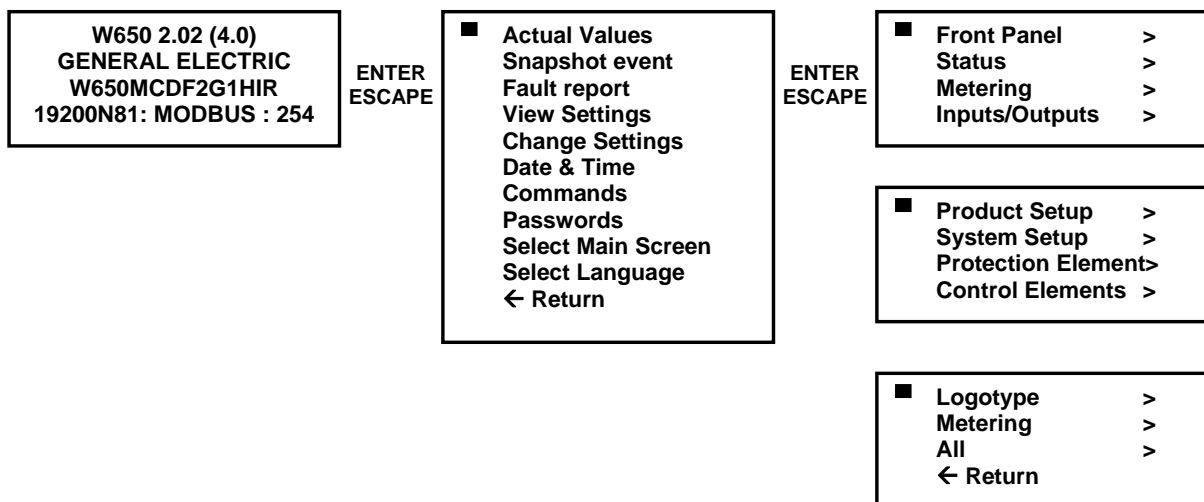 W650 2.02 (4.0)
GENERAL ELECTRIC
W650MCDF2G1HIR
19200N81: MODBUS : 254
ENTER
ESCAPE
Actual Values
Snapshot event
Fault report
View Settings
Change Settings
Date & Time
Commands
Passwords
Select Main Screen
Select Language
← Return
ENTER
ESCAPE
Front Panel >
Status >
Metering >
Inputs/Outputs >
Product Setup >
System Setup >
Protection Element>
Control Elements >
Logotype >
Metering >
All >
← Return